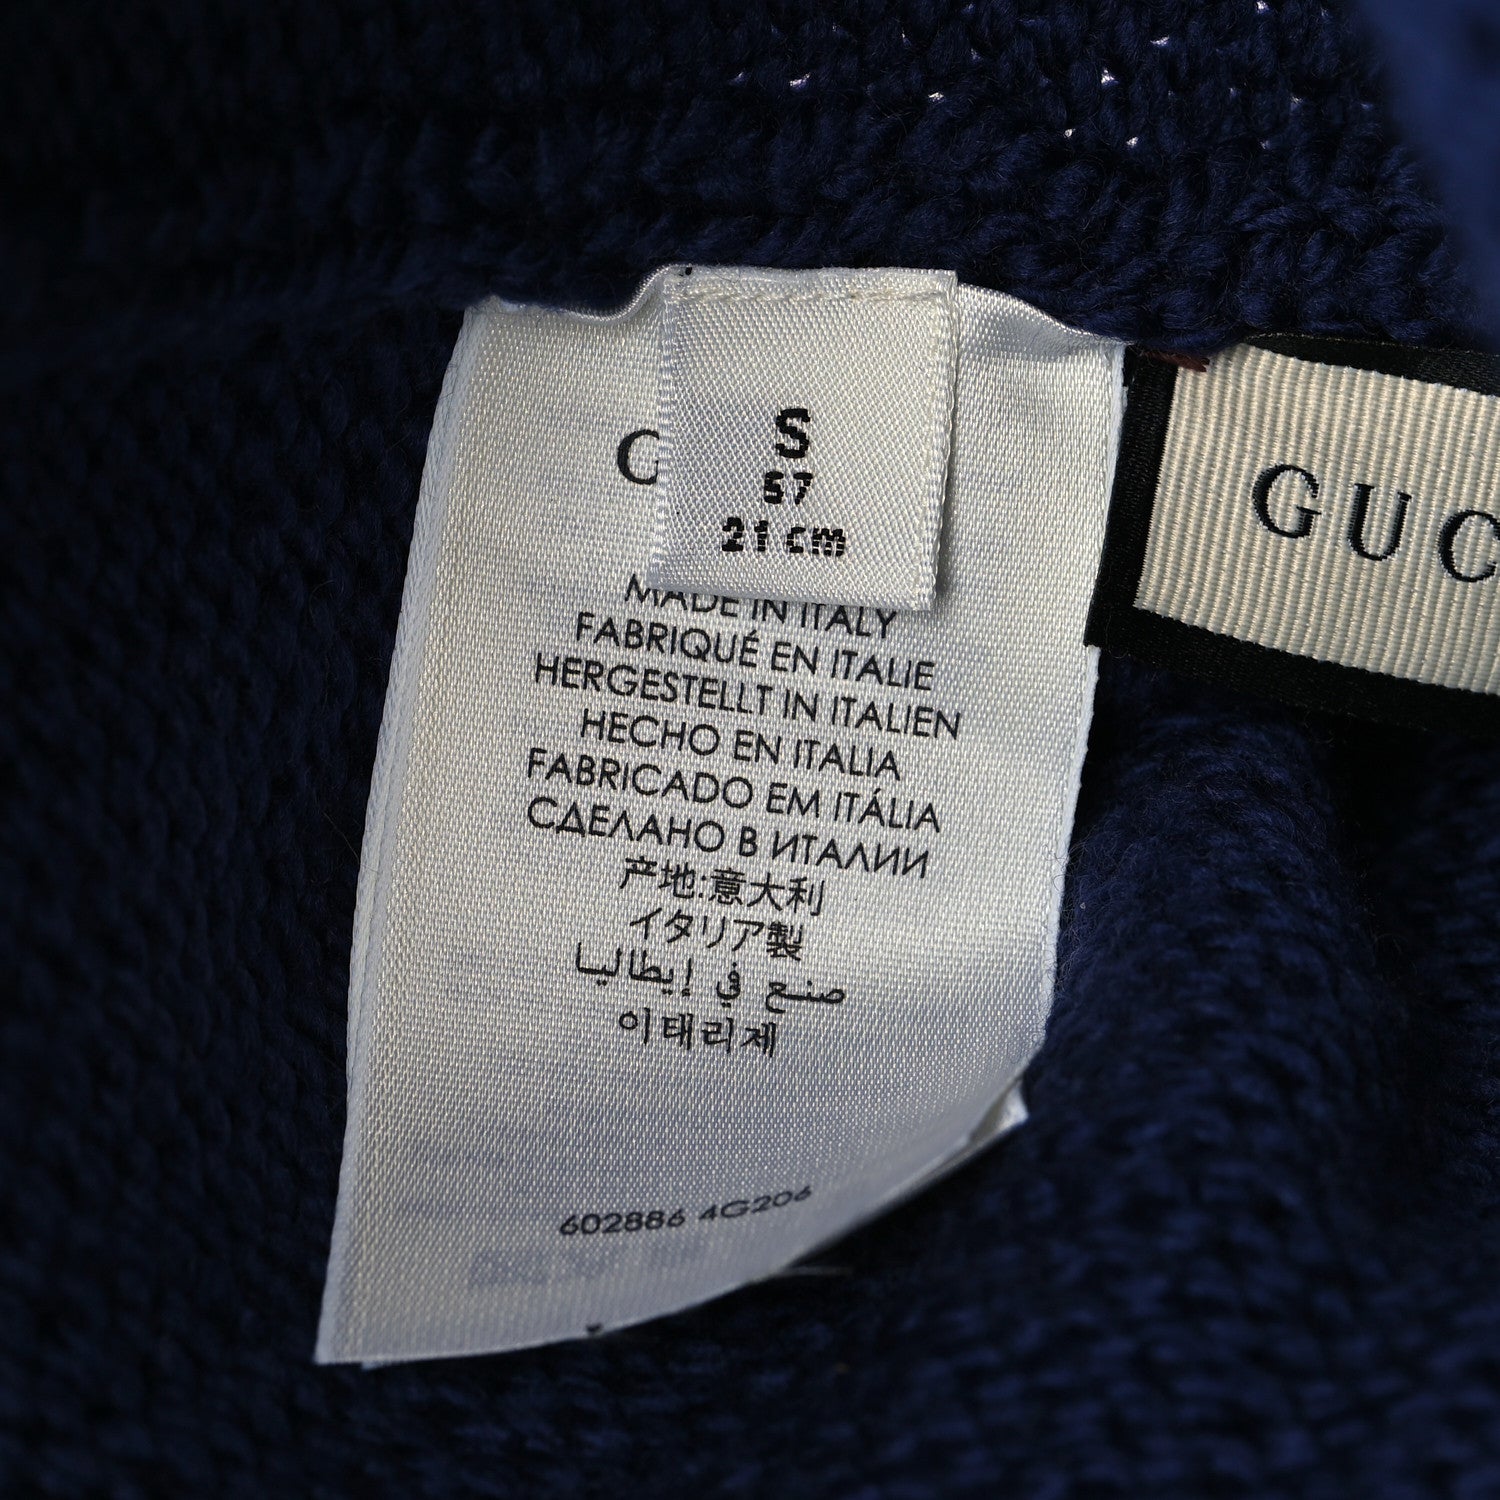 S
57
21 cm
G
MADE IN ITALY
FABRIQUÉ EN ITALIE
HERGESTELLT IN ITALIEN
HECHO EN ITALIA
FABRICADO EM ITÁLIA
СДЕЛАНО В ИТАЛИИ
产地:意大利
イタリア製
صنع في إيطاليا
이태리제
602886 4G206
GUC